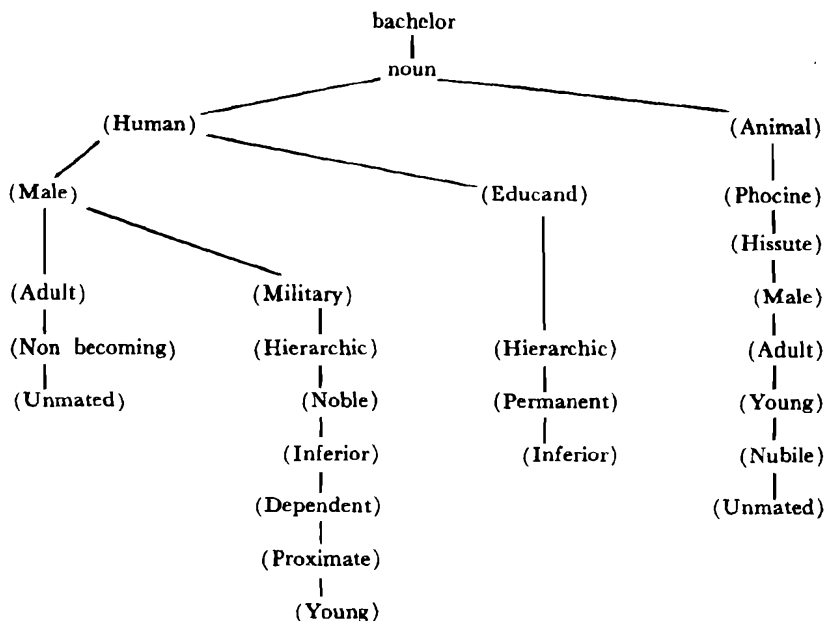 bachelor
noun
(Human) (Animal)
(Male) (Educand) (Phocine)
(Hissute)
(Adult) (Military) (Male)
(Non becoming) (Hierarchic) (Hierarchic) (Adult)
(Unmated) (Noble) (Permanent) (Young)
(Inferior) (Inferior) (Nubile)
(Dependent) (Unmated)
(Proximate)
(Young)